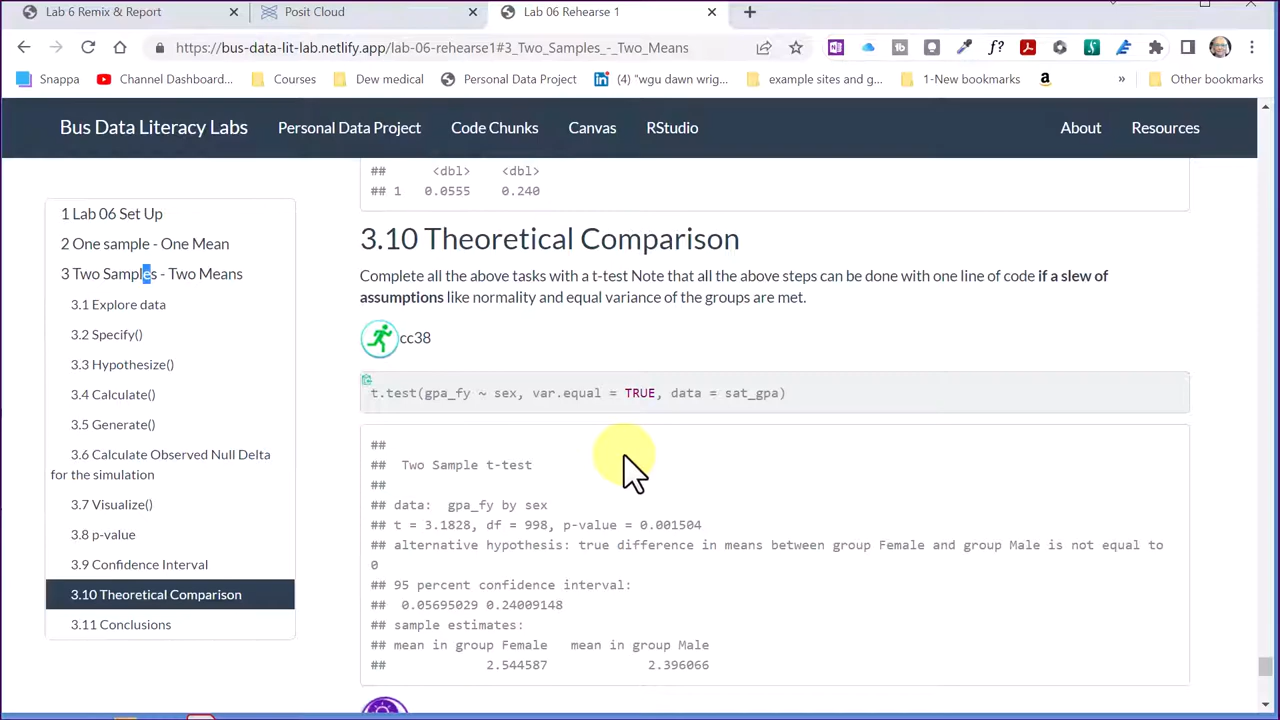 Lab 6 Remix & Report
Posit Cloud
Lab 06 Rehearse 1
https://bus-data-lit-lab.netlify.app/lab-06-rehearse1#3_Two_Samples_-_Two_Means
Snappa
Channel Dashboard...
Courses
Dew medical
Personal Data Project
(4) "wgu dawn wrig...
example sites and g...
1-New bookmarks
»
Other bookmarks
Bus Data Literacy Labs
Personal Data Project
Code Chunks
Canvas
RStudio
About
Resources
1 Lab 06 Set Up
2 One sample - One Mean
3 Two Samples - Two Means
3.1 Explore data
3.2 Specify()
3.3 Hypothesize()
3.4 Calculate()
3.5 Generate()
3.6 Calculate Observed Null Delta
for the simulation
3.7 Visualize()
3.8 p-value
3.9 Confidence Interval
3.10 Theoretical Comparison
3.11 Conclusions
## <dbl> <dbl>
## 1 0.0555 0.240
3.10 Theoretical Comparison
Complete all the above tasks with a t-test Note that all the above steps can be done with one line of code if a slew of
assumptions like normality and equal variance of the groups are met.
cc38
t.test(gpa_fy ~ sex, var.equal = TRUE, data = sat_gpa)
##
## Two Sample t-test
##
## data: gpa_fy by sex
## t = 3.1828, df = 998, p-value = 0.001504
## alternative hypothesis: true difference in means between group Female and group Male is not equal to
0
## 95 percent confidence interval:
## 0.05695029 0.24009148
## sample estimates:
## mean in group Female mean in group Male
## 2.544587 2.396066